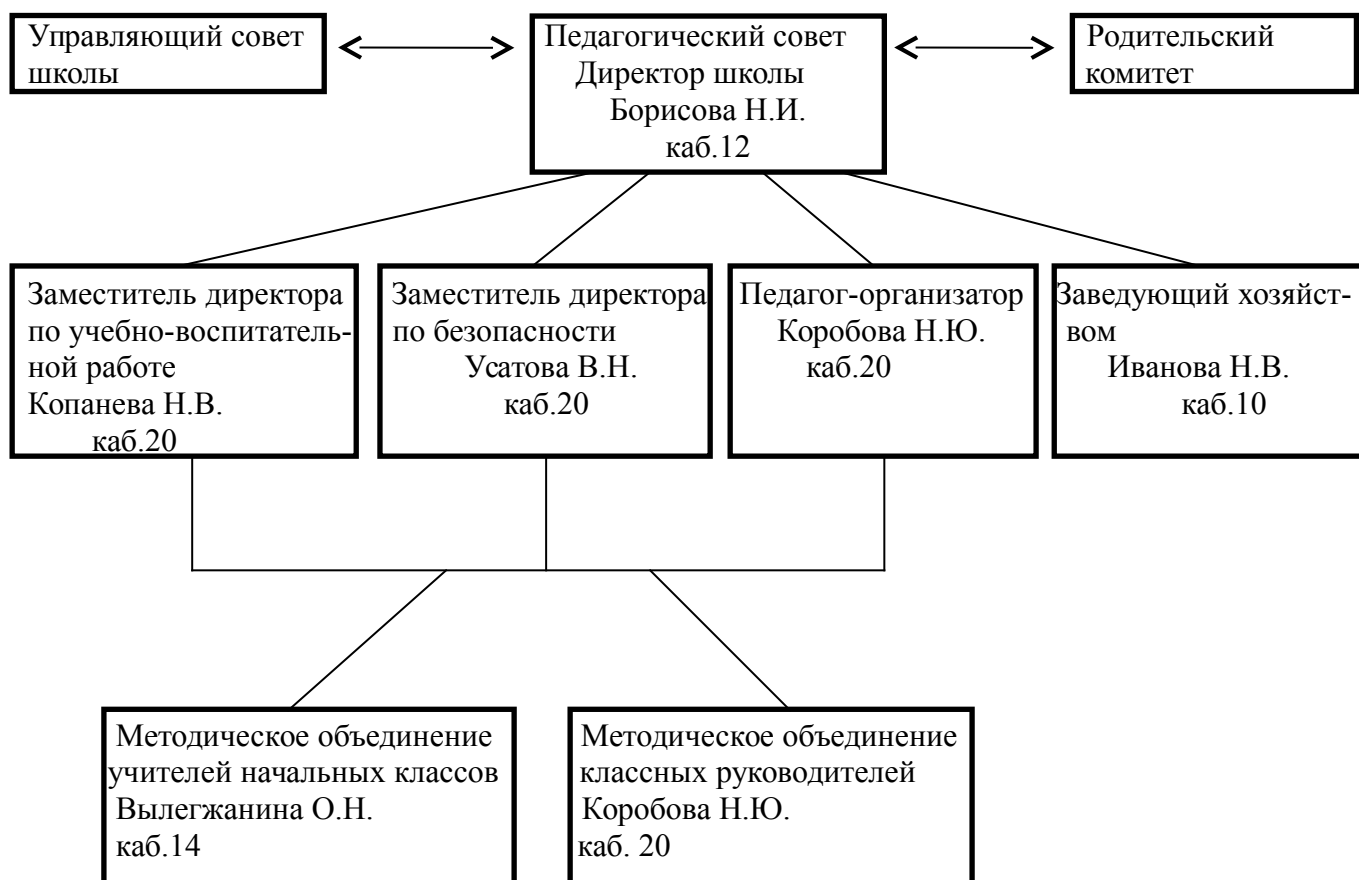 Управляющий совет
школы
Педагогический совет
Директор школы
Борисова Н.И.
каб.12
Родительский
комитет
Заместитель директора
по учебно-воспитатель-
ной работе
Копанева Н.В.
каб.20
Заместитель директора
по безопасности
Усатова В.Н.
каб.20
Педагог-организатор
Коробова Н.Ю.
каб.20
Заведующий хозяйст-
вом
Иванова Н.В.
каб.10
Методическое объединение
учителей начальных классов
Вылегжанина О.Н.
каб.14
Методическое объединение
классных руководителей
Коробова Н.Ю.
каб. 20